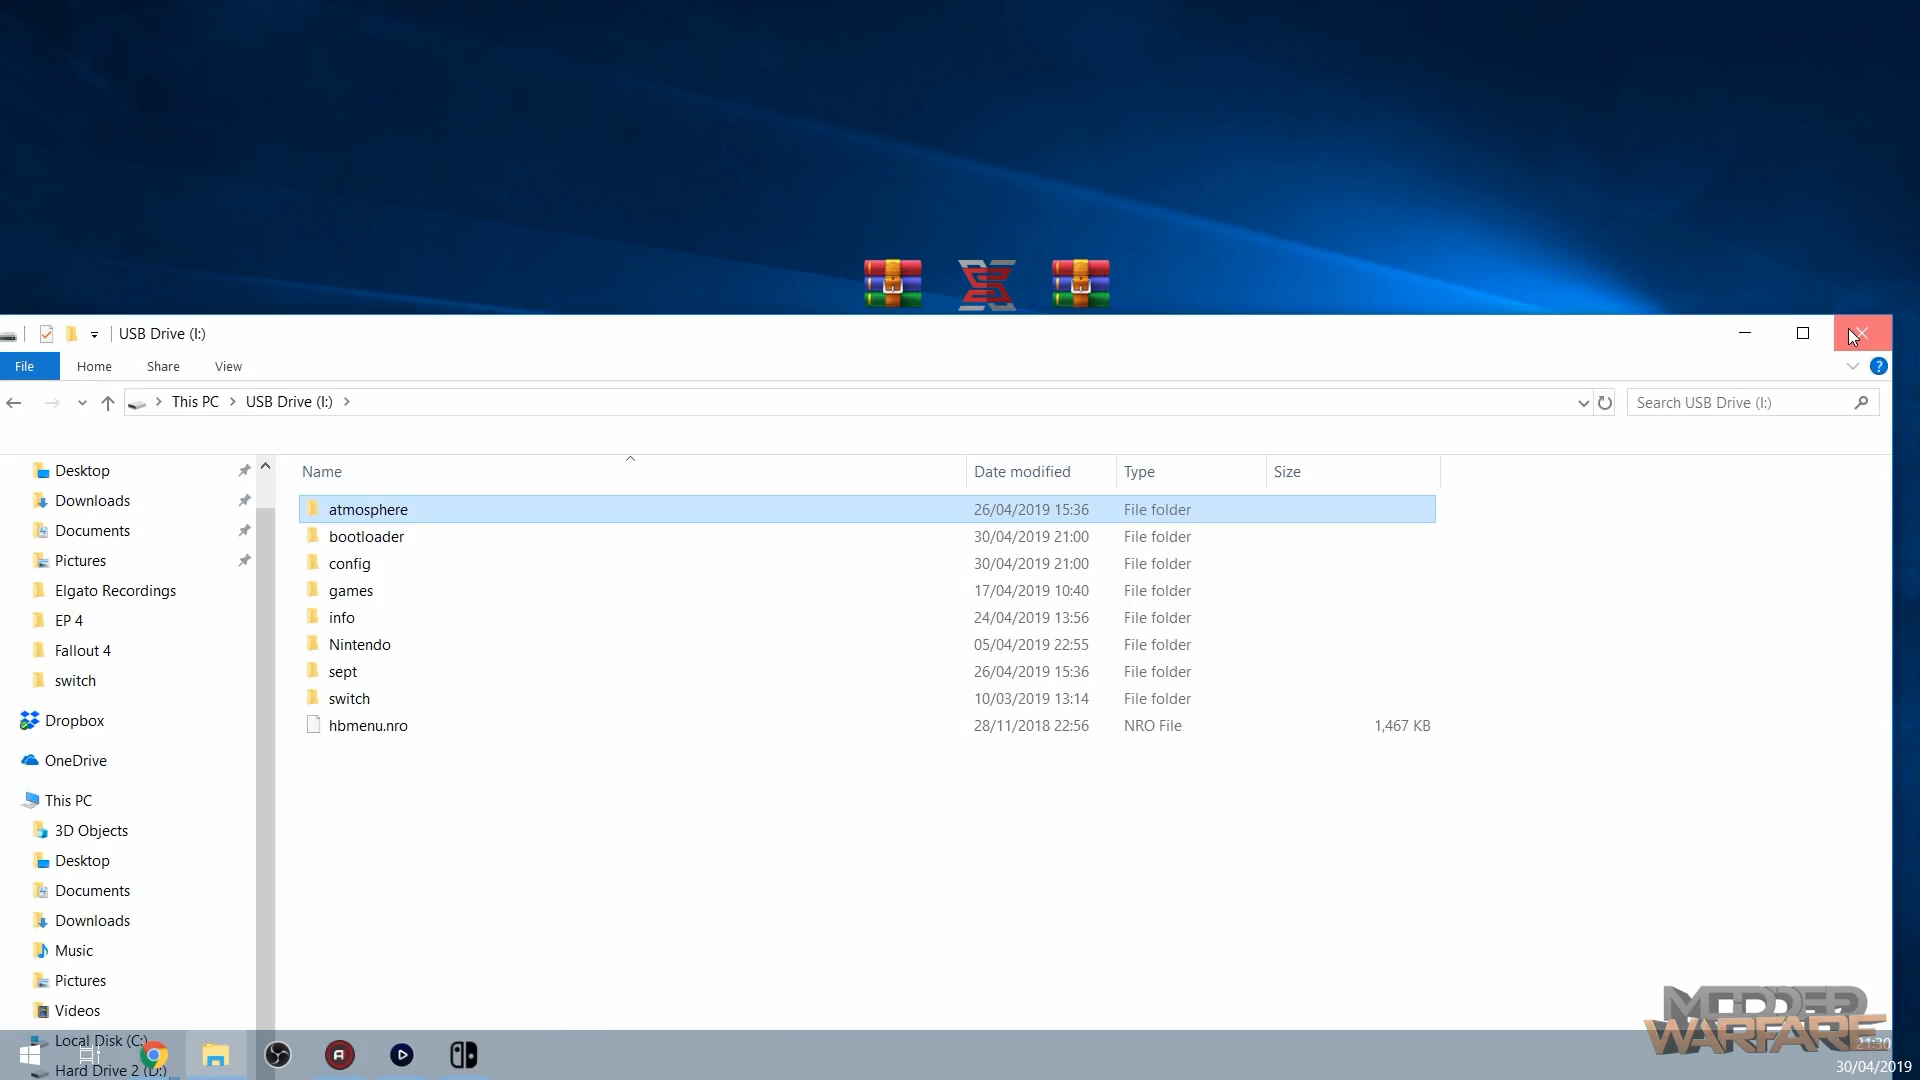 USB Drive (I:)
File Home Share View
This PC USB Drive (I:)
Search USB Drive (I:)
Name Date modified Type Size
atmosphere 26/04/2019 15:36 File folder
bootloader 30/04/2019 21:00 File folder
config 30/04/2019 21:00 File folder
games 17/04/2019 10:40 File folder
info 24/04/2019 13:56 File folder
Nintendo 05/04/2019 22:55 File folder
sept 26/04/2019 15:36 File folder
switch 10/03/2019 13:14 File folder
hbmenu.nro 28/11/2018 22:56 NRO File 1,467 KB
Desktop
Downloads
Documents
Pictures
Elgato Recordings
EP 4
Fallout 4
switch
Dropbox
OneDrive
This PC
3D Objects
Desktop
Documents
Downloads
Music
Pictures
Videos
Local Disk (C:)
Hard Drive 2 (D:)
MODDED
WARFARE
21:30
30/04/2019